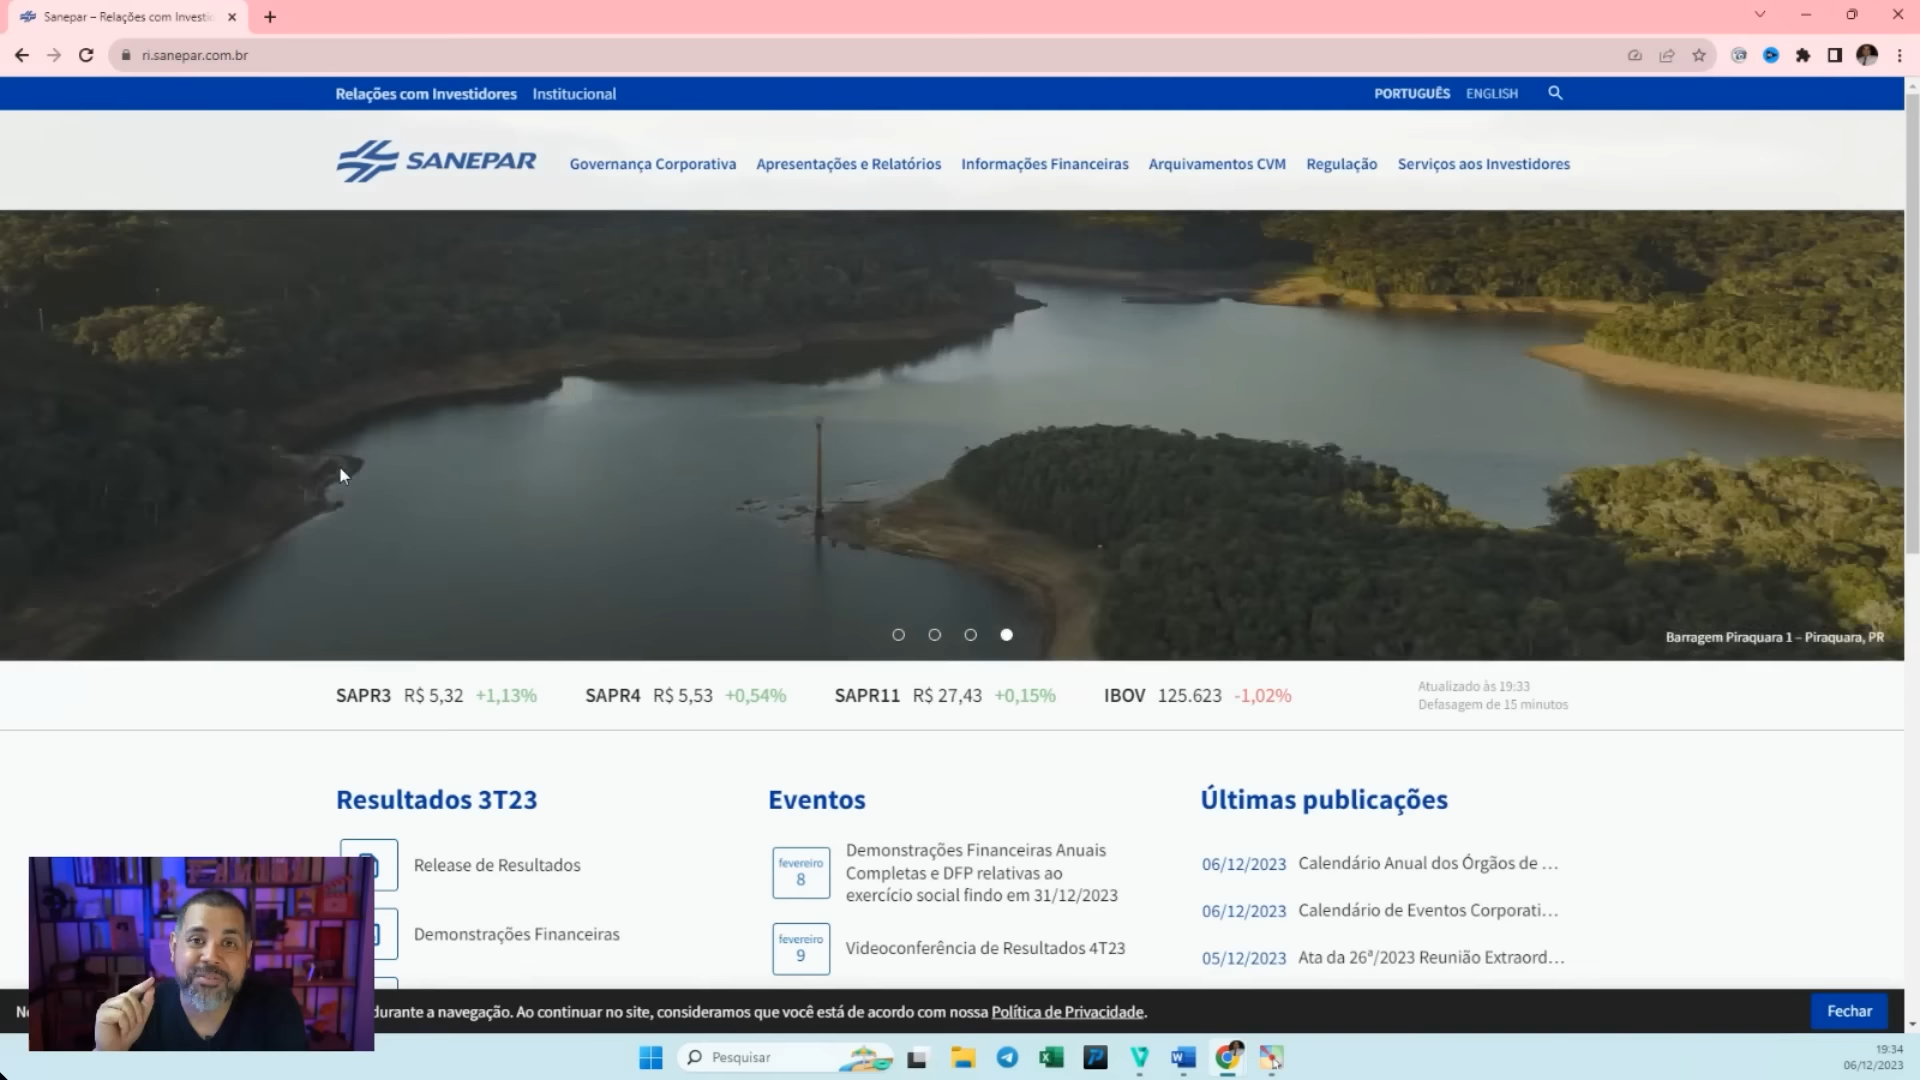 Sanepar – Relações com Investi
ri.sanepar.com.br
Relações com Investidores Institucional PORTUGUÊS ENGLISH
SANEPAR Governança Corporativa Apresentações e Relatórios Informações Financeiras Arquivamentos CVM Regulação Serviços aos Investidores
Barragem Piraquara 1 – Piraquara, PR
SAPR3 R$ 5,32 +1,13% SAPR4 R$ 5,53 +0,54% SAPR11 R$ 27,43 +0,15% IBOV 125.623 -1,02%
Atualizado às 19:33
Defasagem de 15 minutos
Resultados 3T23
Release de Resultados
Demonstrações Financeiras
Eventos
fevereiro
8
Demonstrações Financeiras Anuais
Completas e DFP relativas ao
exercício social findo em 31/12/2023
fevereiro
9
Videoconferência de Resultados 4T23
Últimas publicações
06/12/2023 Calendário Anual dos Órgãos de ...
06/12/2023 Calendário de Eventos Corporati...
05/12/2023 Ata da 26ª/2023 Reunião Extraord...
durante a navegação. Ao continuar no site, consideramos que você está de acordo com nossa Política de Privacidade.
Fechar
Pesquisar
19:34
06/12/2023